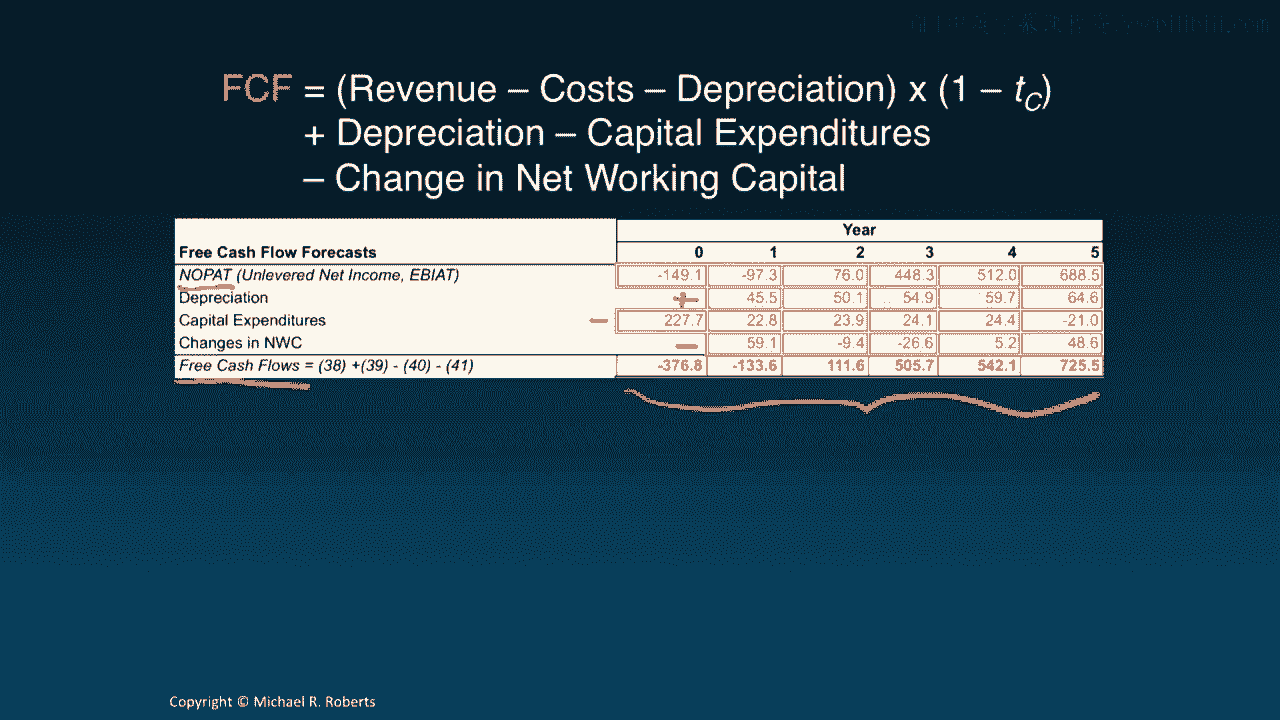 FCF = (Revenue – Costs – Depreciation) x (1 – tC)
+ Depreciation – Capital Expenditures
– Change in Net Working Capital
Year
Free Cash Flow Forecasts 0 1 2 3 4 5
NOPAT (Unlevered Net Income, EBIAT) -149.1 -97.3 76.0 448.3 512.0 688.5
Depreciation + 45.5 50.1 54.9 59.7 64.6
Capital Expenditures – 227.7 22.8 23.9 24.1 24.4 -21.0
Changes in NWC – 59.1 -9.4 -26.6 5.2 48.6
Free Cash Flows = (38) +(39) - (40) - (41) -376.8 -133.6 111.6 505.7 542.1 725.5
Copyright © Michael R. Roberts